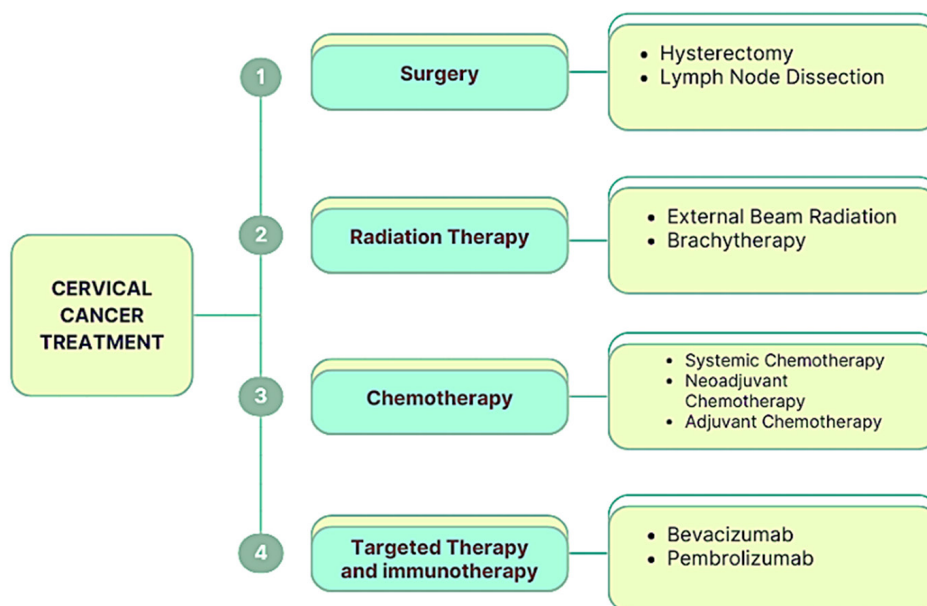 CERVICAL
CANCER
TREATMENT
1
Surgery
• Hysterectomy
• Lymph Node Dissection
2
Radiation Therapy
• External Beam Radiation
• Brachytherapy
3
Chemotherapy
• Systemic Chemotherapy
• Neoadjuvant
Chemotherapy
• Adjuvant Chemotherapy
4
Targeted Therapy
and immunotherapy
• Bevacizumab
• Pembrolizumab